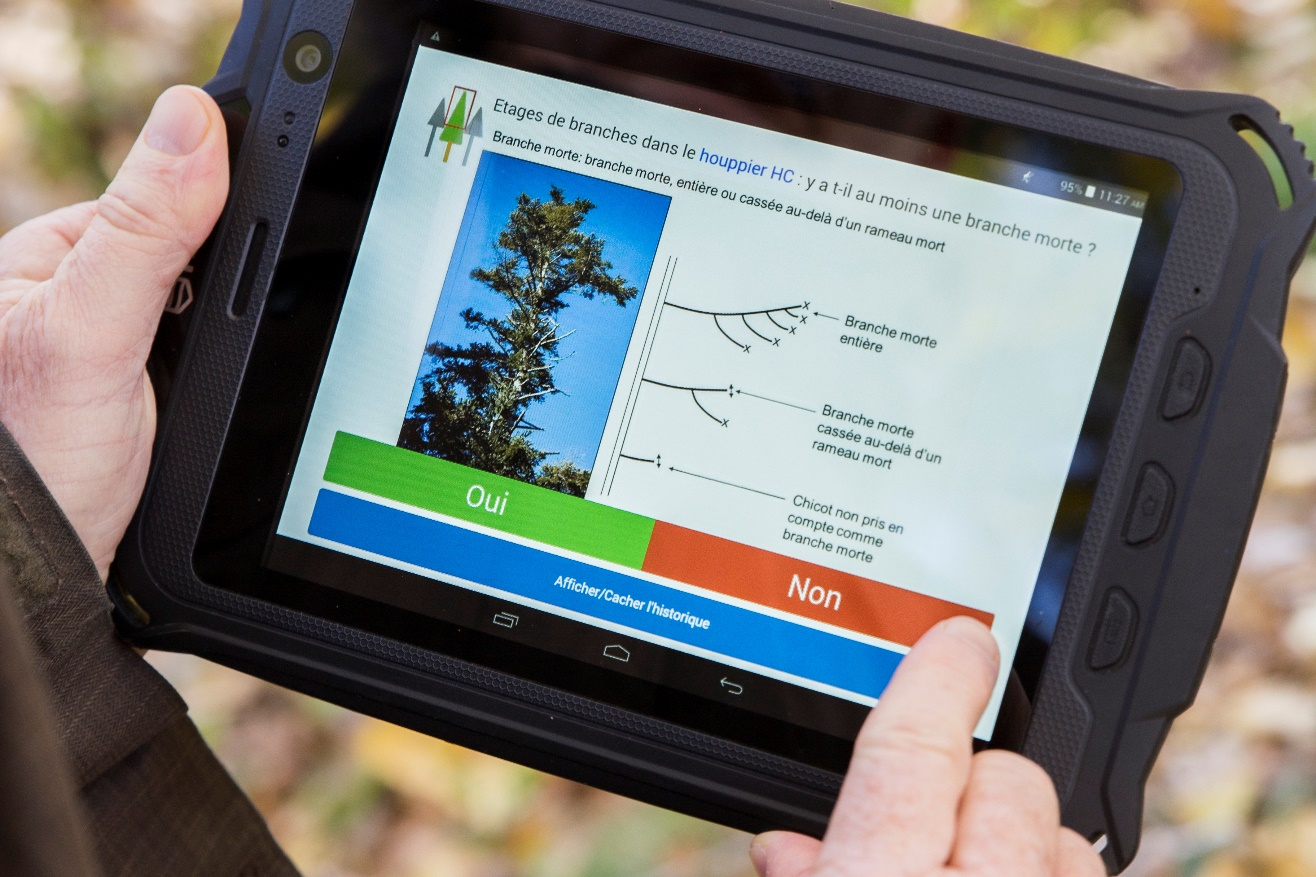 95% 11:27 AM
Etages de branches dans le houppier HC : y a t-il au moins une branche morte ?
Branche morte: branche morte, entière ou cassée au-delà d'un rameau mort
Branche morte
entière
Branche morte
cassée au-delà d'un
rameau mort
Chicot non pris en
compte comme
branche morte
Oui
Non
Afficher/Cacher l'historique